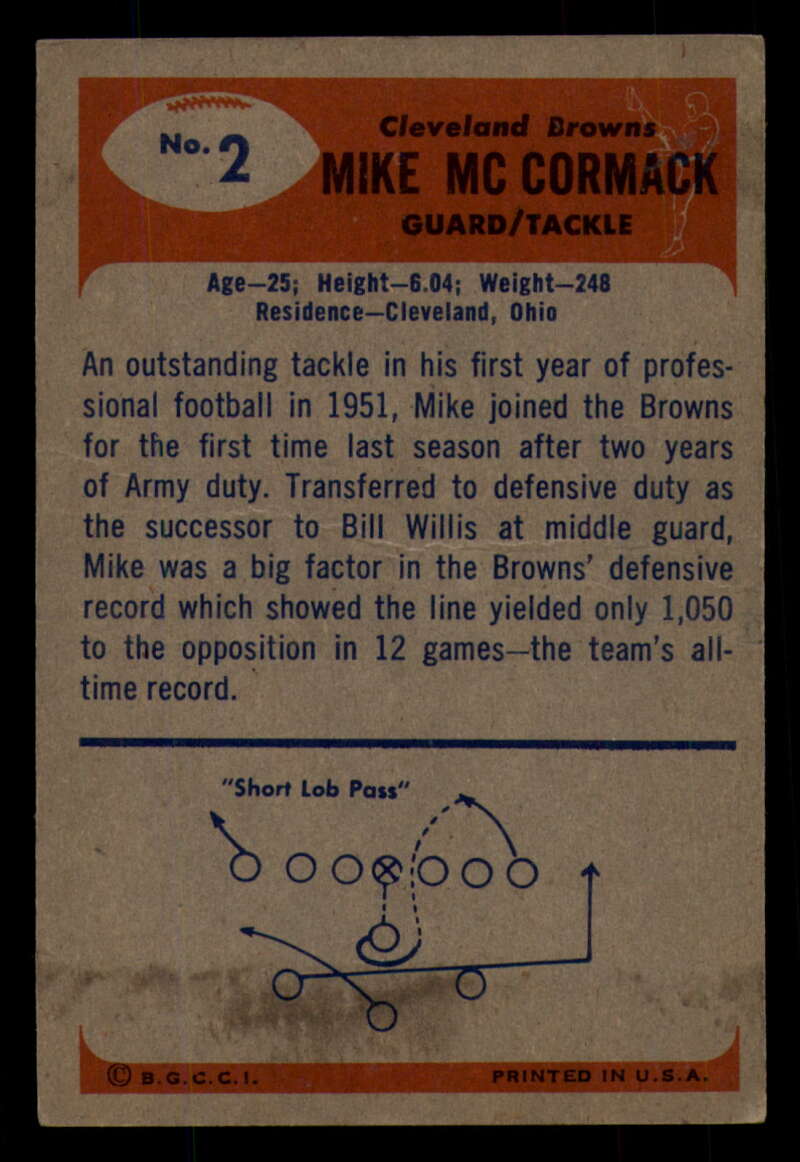 No. 2
Cleveland Browns
MIKE MC CORMACK
GUARD/TACKLE
Age—25; Height—6.04; Weight—248
Residence—Cleveland, Ohio
An outstanding tackle in his first year of profes-
sional football in 1951, Mike joined the Browns
for the first time last season after two years
of Army duty. Transferred to defensive duty as
the successor to Bill Willis at middle guard,
Mike was a big factor in the Browns' defensive
record which showed the line yielded only 1,050
to the opposition in 12 games—the team's all-
time record.
"Short Lob Pass"
© B.G.C.C.I.
PRINTED IN U.S.A.